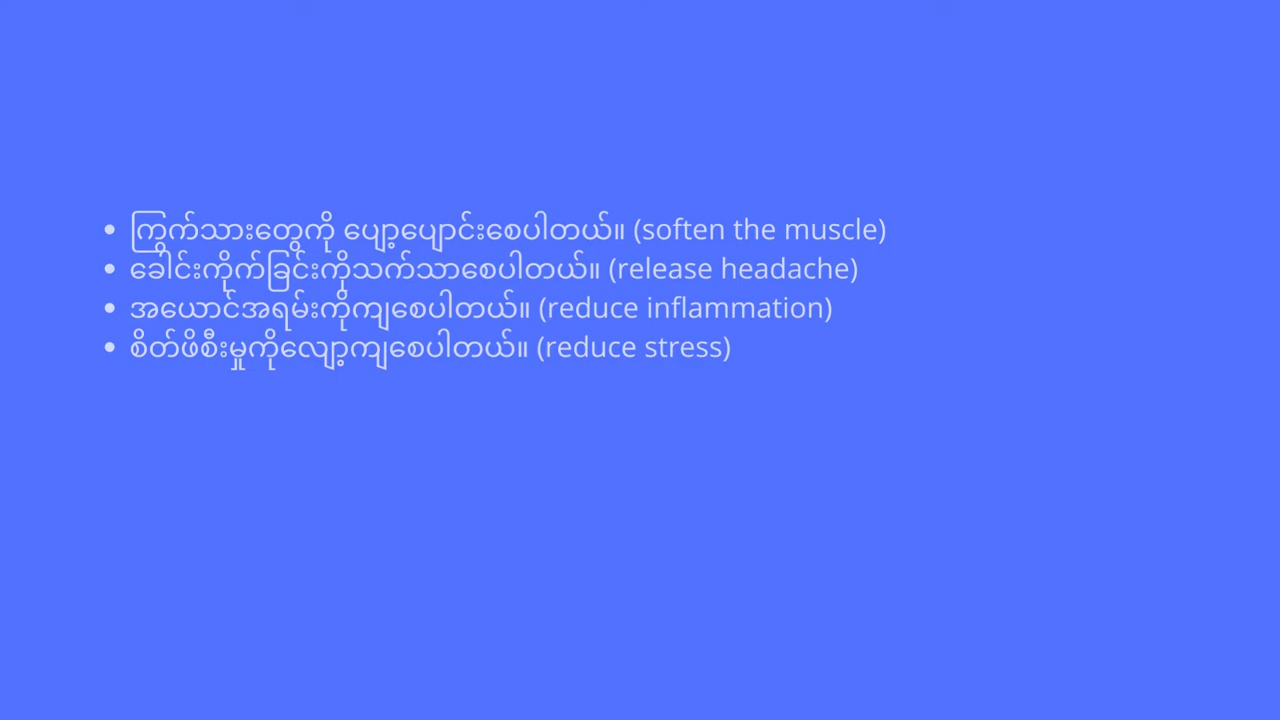 • ကြွက်သားတွေကို ပျော့ပျောင်းစေပါတယ်။ (soften the muscle)
• ခေါင်းကိုက်ခြင်းကိုသက်သာစေပါတယ်။ (release headache)
• အယောင်အရမ်းကိုကျစေပါတယ်။ (reduce inflammation)
• စိတ်ဖိစီးမှုကိုလျော့ကျစေပါတယ်။ (reduce stress)